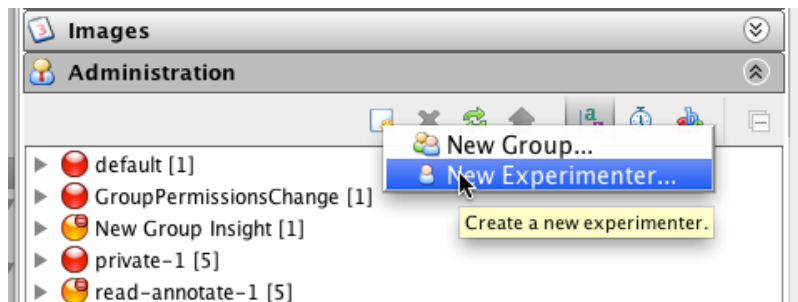 Images
Administration
New Group...
New Experimenter...
default [1]
GroupPermissionsChange [1]
Create a new experimenter.
New Group Insight [1]
private-1 [5]
read-annotate-1 [5]